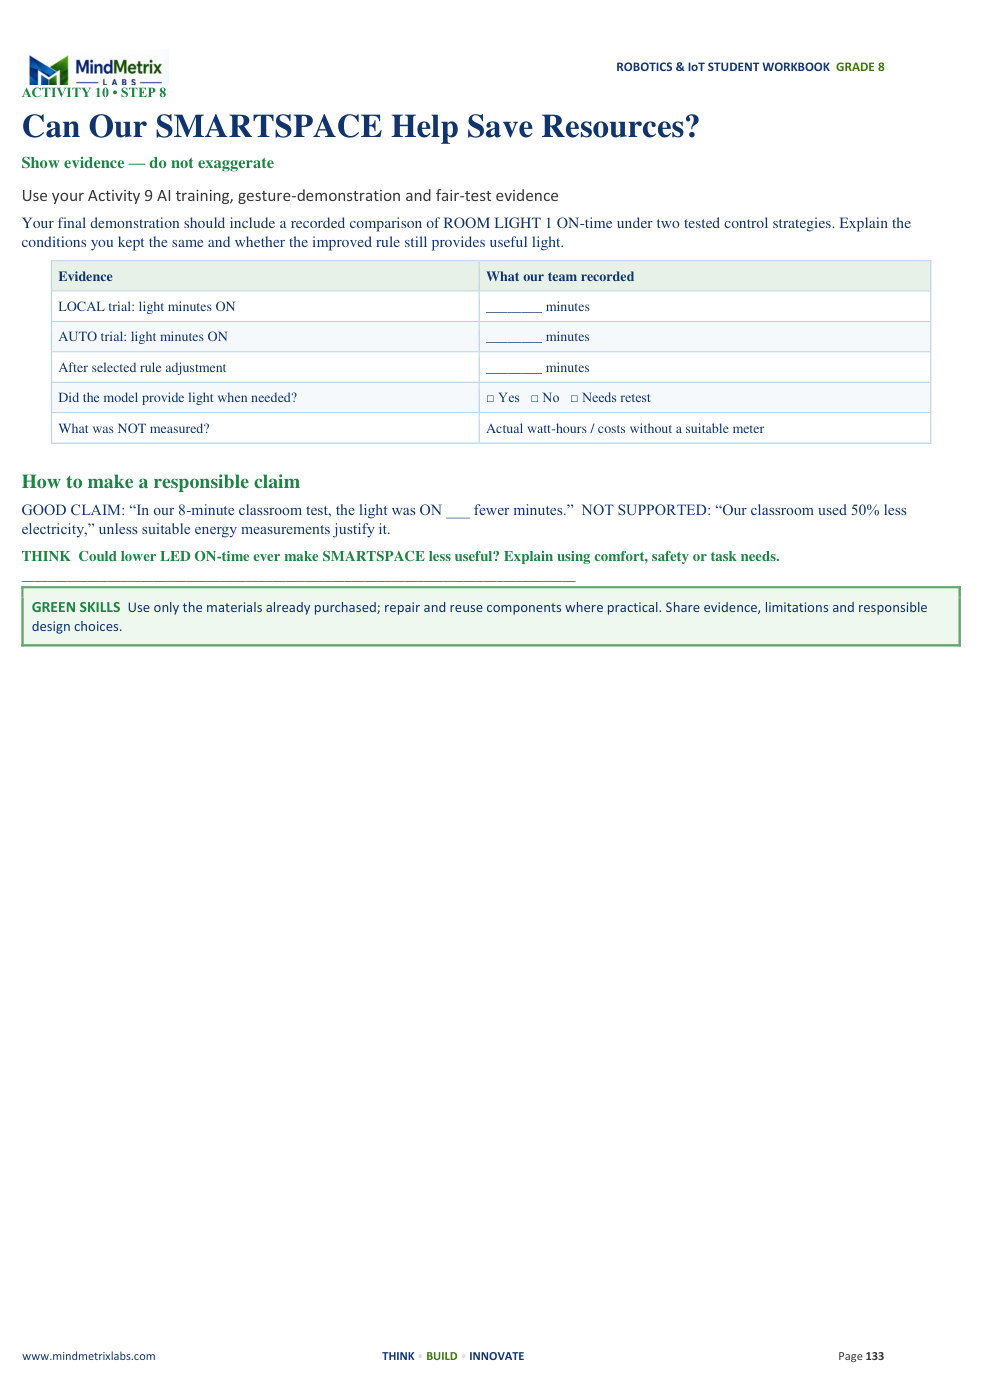 MindMetrix
LABS
ROBOTICS & IoT STUDENT WORKBOOK GRADE 8
ACTIVITY 10 • STEP 8
Can Our SMARTSPACE Help Save Resources?
Show evidence — do not exaggerate
Use your Activity 9 AI training, gesture-demonstration and fair-test evidence
Your final demonstration should include a recorded comparison of ROOM LIGHT 1 ON-time under two tested control strategies. Explain the
conditions you kept the same and whether the improved rule still provides useful light.
Evidence What our team recorded
LOCAL trial: light minutes ON ________ minutes
AUTO trial: light minutes ON ________ minutes
After selected rule adjustment ________ minutes
Did the model provide light when needed? □ Yes □ No □ Needs retest
What was NOT measured? Actual watt-hours / costs without a suitable meter
How to make a responsible claim
GOOD CLAIM: “In our 8-minute classroom test, the light was ON ___ fewer minutes.” NOT SUPPORTED: “Our classroom used 50% less
electricity,” unless suitable energy measurements justify it.
THINK Could lower LED ON-time ever make SMARTSPACE less useful? Explain using comfort, safety or task needs.
_______________________________________________________________________________
GREEN SKILLS Use only the materials already purchased; repair and reuse components where practical. Share evidence, limitations and responsible
design choices.
www.mindmetrixlabs.com THINK • BUILD • INNOVATE Page 133